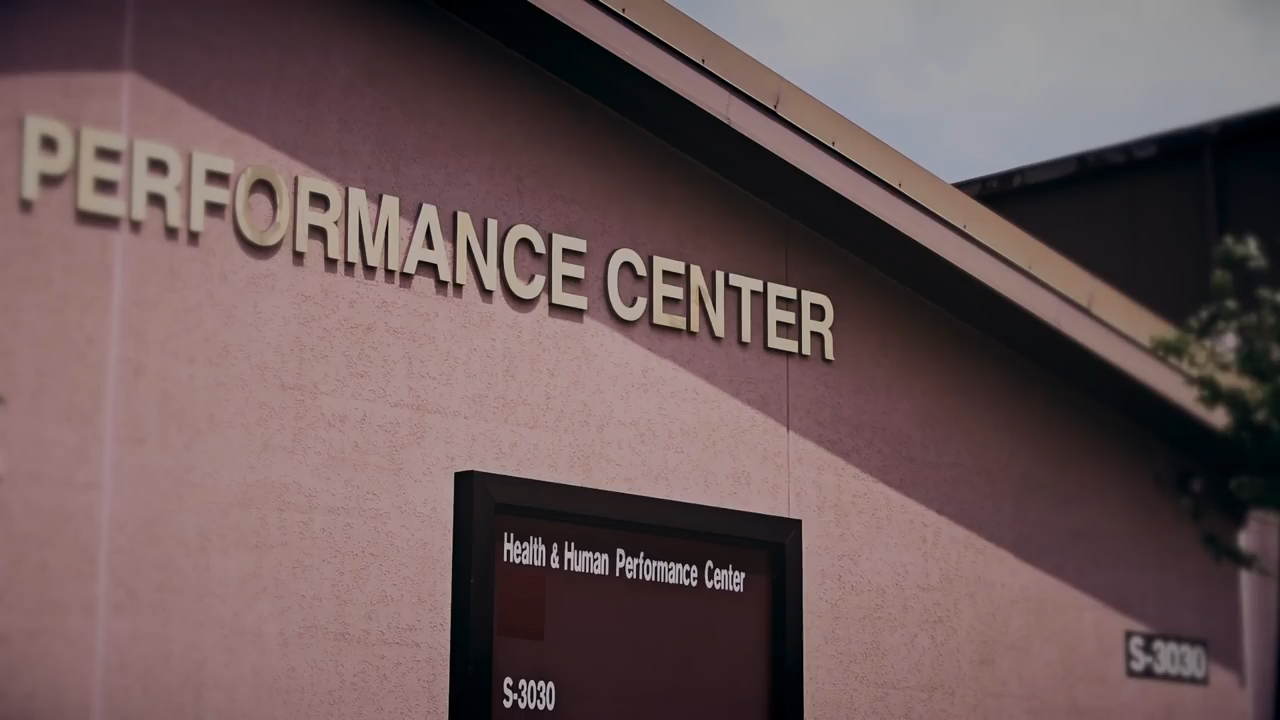 PERFORMANCE CENTER
Health & Human Performance Center
S-3030
S-3030